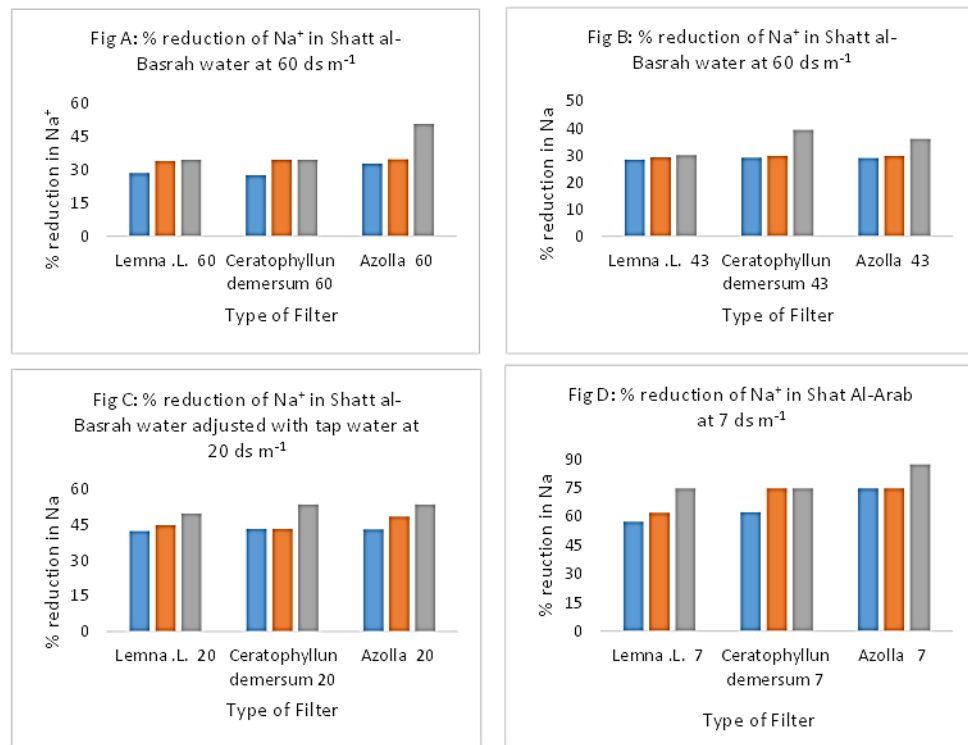 Fig A: % reduction of Na⁺ in Shatt al-
Basrah water at 60 ds m⁻¹
% reduction in Na⁺
60
45
30
15
0
Lemna .L. 60 Ceratophyllun Azolla 60
demersum 60
Type of Filter
Fig B: % reduction of Na⁺ in Shatt al-
Basrah water at 60 ds m⁻¹
% reduction in Na
50
40
30
20
10
0
Lemna .L. 43 Ceratophyllun Azolla 43
demersum 43
Type of Filter
Fig C: % reduction of Na⁺ in Shatt al-
Basrah water adjusted with tap water at
20 ds m⁻¹
% reduction in Na
60
45
30
15
0
Lemna .L. 20 Ceratophyllun Azolla 20
demersum 20
Type of Filter
Fig D: % reduction of Na⁺ in Shat Al-Arab
at 7 ds m⁻¹
% reuction in Na
90
75
60
45
30
15
0
Lemna .L. 7 Ceratophyllun Azolla 7
demersum 7
Type of Filter